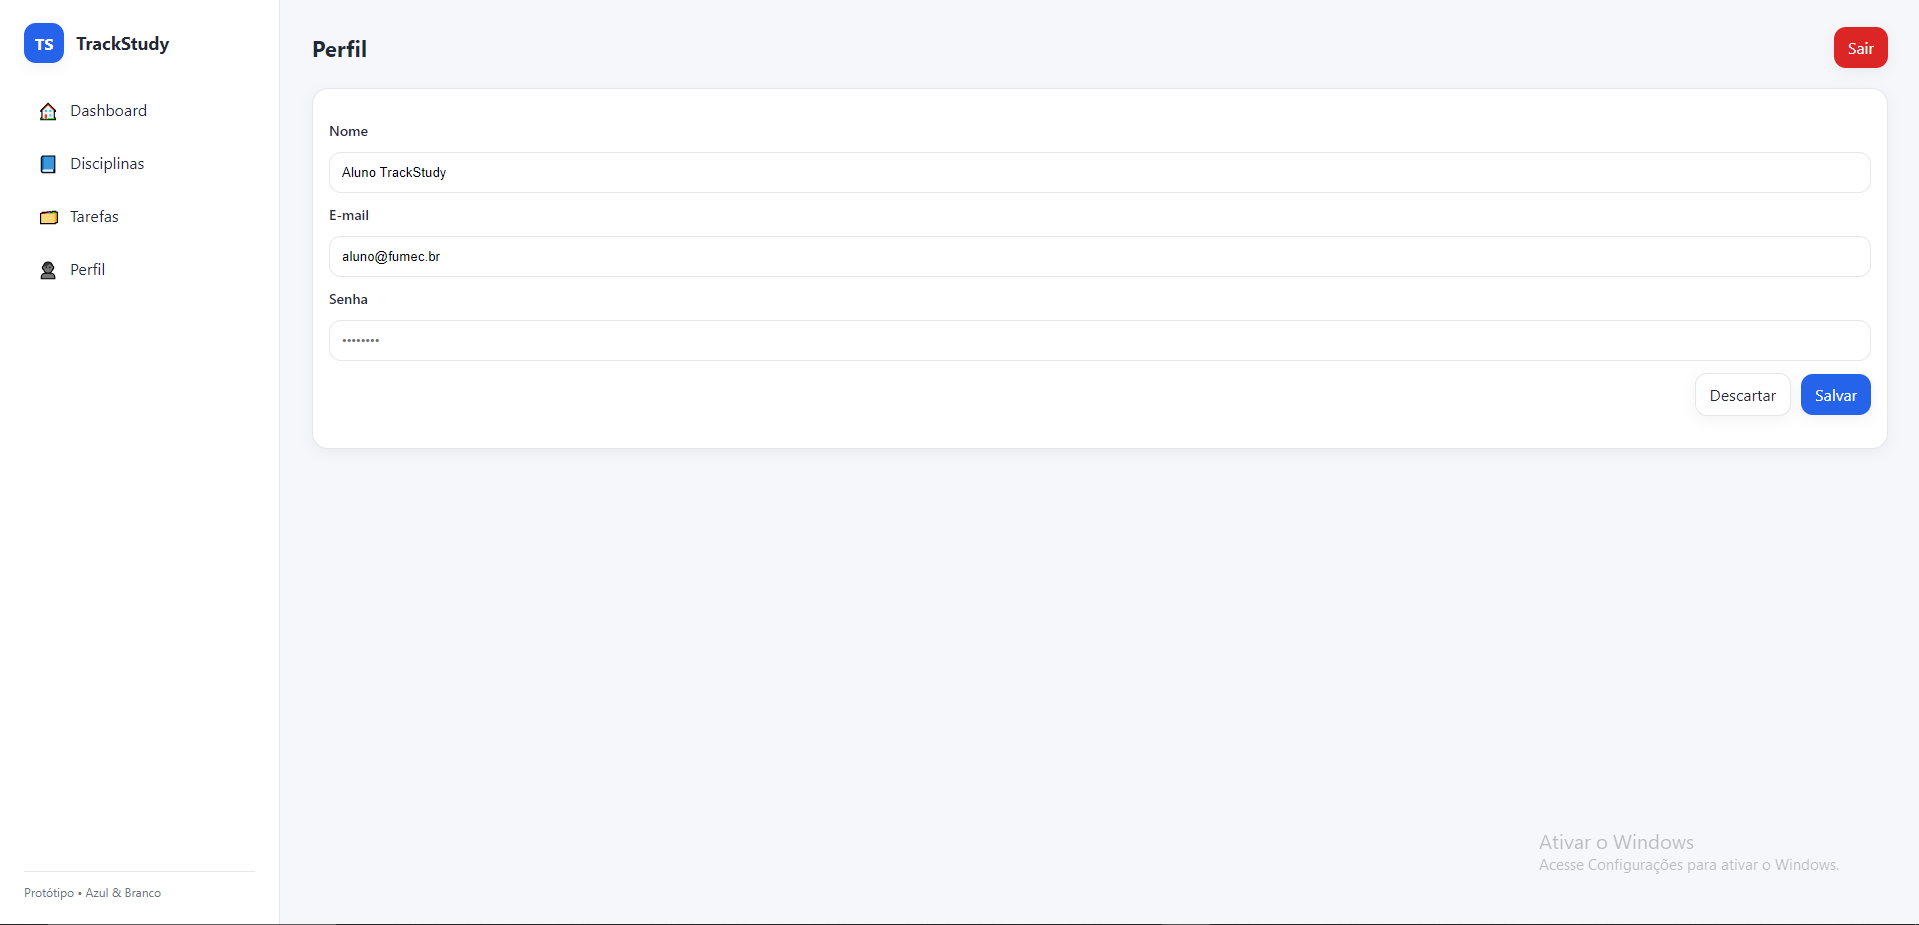 TS TrackStudy
Dashboard
Disciplinas
Tarefas
Perfil
Protótipo • Azul & Branco
Perfil
Sair
Nome
Aluno TrackStudy
E-mail
aluno@fumec.br
Senha
••••••••
Descartar Salvar
Ativar o Windows
Acesse Configurações para ativar o Windows.